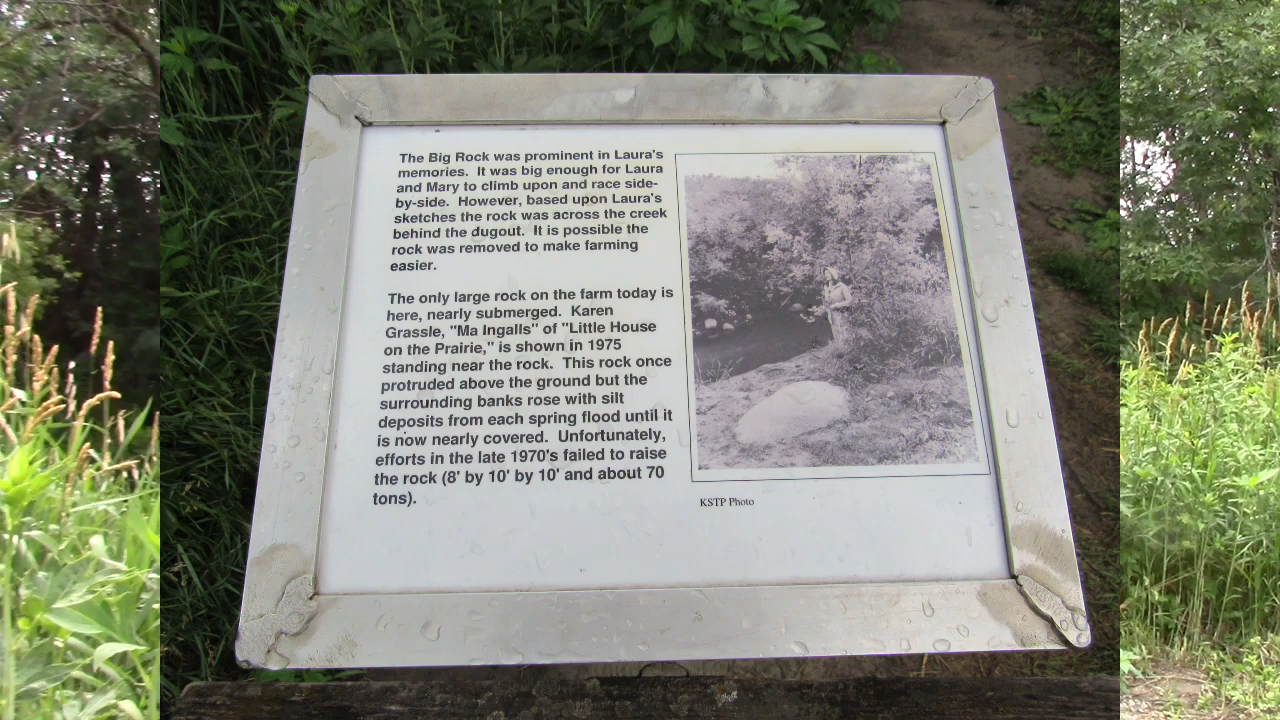 The Big Rock was prominent in Laura's
memories.  It was big enough for Laura
and Mary to climb upon and race side-
by-side.  However, based upon Laura's
sketches the rock was across the creek
behind the dugout.  It is possible the
rock was removed to make farming
easier.
The only large rock on the farm today is
here, nearly submerged.  Karen
Grassle, "Ma Ingalls" of "Little House
on the Prairie," is shown in 1975
standing near the rock.  This rock once
protruded above the ground but the
surrounding banks rose with silt
deposits from each spring flood until it
is now nearly covered.  Unfortunately,
efforts in the late 1970's failed to raise
the rock (8' by 10' by 10' and about 70
tons).
KSTP Photo